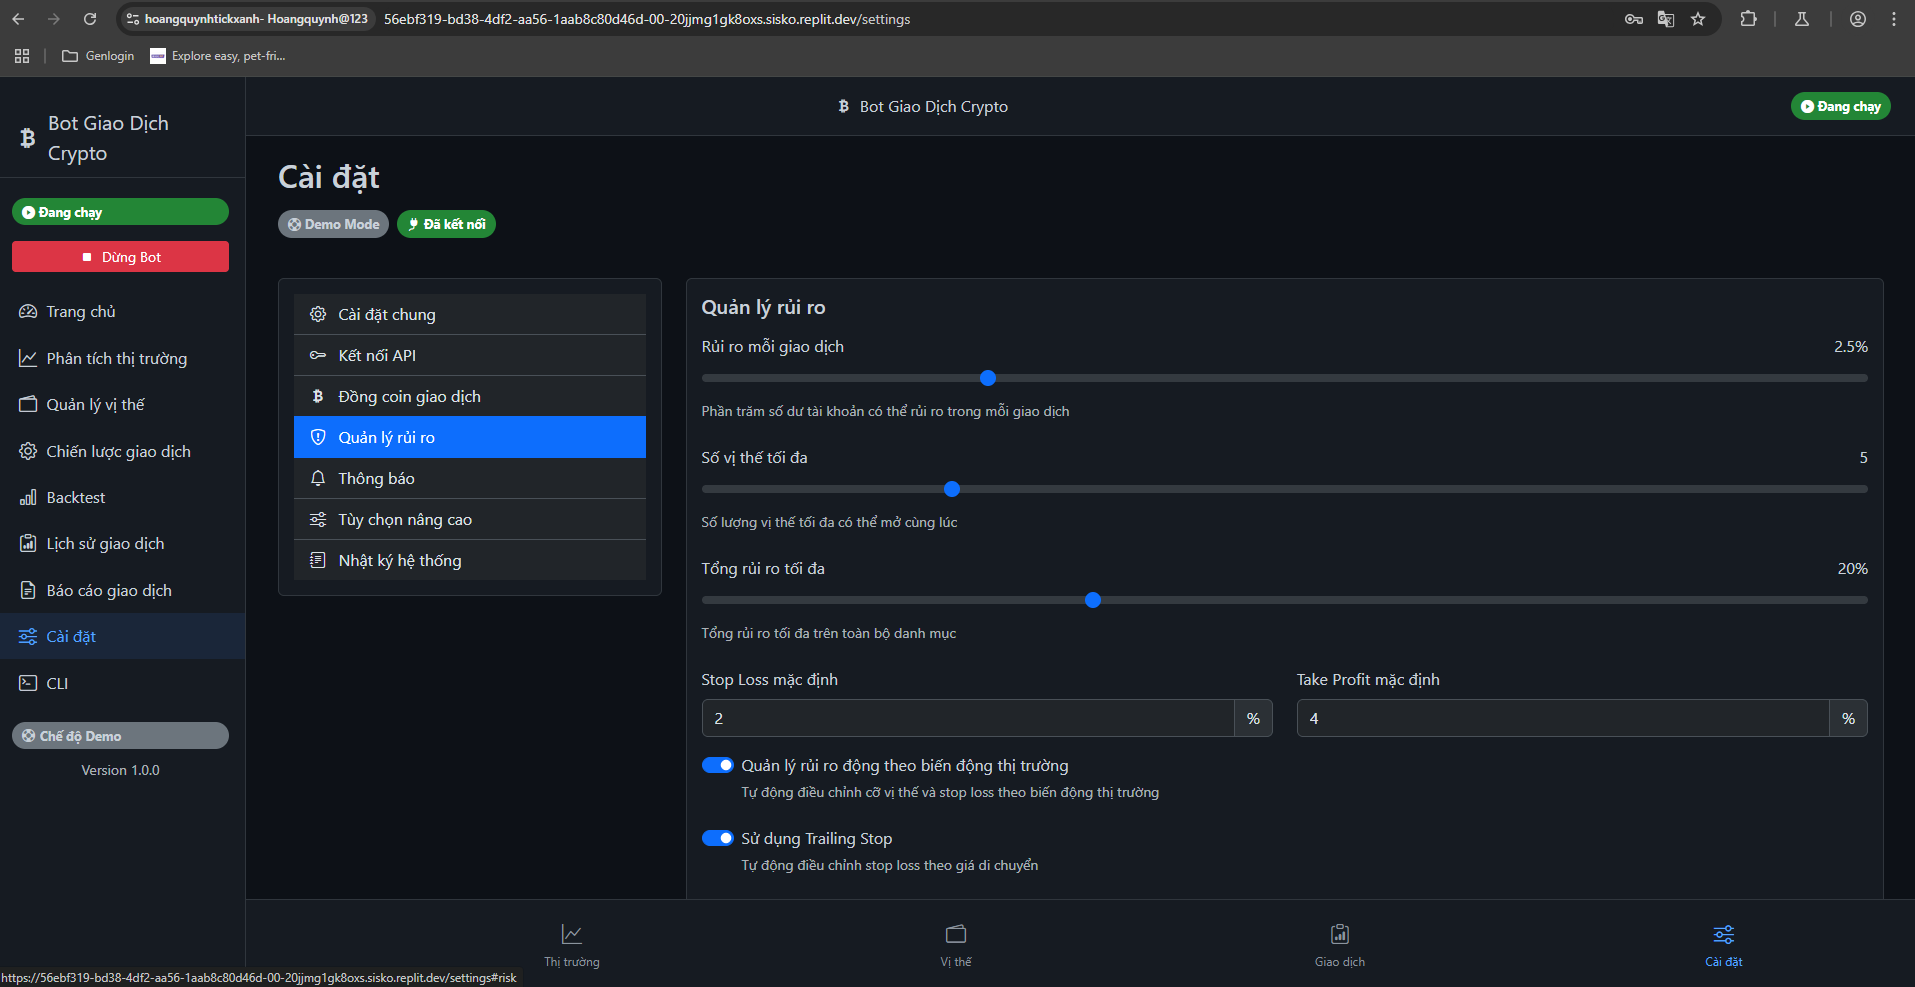 hoangquynhtickxanh- Hoangquynh@123
56ebf319-bd38-4df2-aa56-1aab8c80d46d-00-20jjmg1gk8oxs.sisko.replit.dev/settings
Genlogin
Explore easy, pet-fri...
Bot Giao Dịch
Crypto
Đang chạy
Dừng Bot
Trang chủ
Phân tích thị trường
Quản lý vị thế
Chiến lược giao dịch
Backtest
Lịch sử giao dịch
Báo cáo giao dịch
Cài đặt
CLI
Chế độ Demo
Version 1.0.0
Bot Giao Dịch Crypto
Đang chạy
Cài đặt
Demo Mode
Đã kết nối
Cài đặt chung
Kết nối API
Đồng coin giao dịch
Quản lý rủi ro
Thông báo
Tùy chọn nâng cao
Nhật ký hệ thống
Quản lý rủi ro
Rủi ro mỗi giao dịch
2.5%
Phần trăm số dư tài khoản có thể rủi ro trong mỗi giao dịch
Số vị thế tối đa
5
Số lượng vị thế tối đa có thể mở cùng lúc
Tổng rủi ro tối đa
20%
Tổng rủi ro tối đa trên toàn bộ danh mục
Stop Loss mặc định
2
%
Take Profit mặc định
4
%
Quản lý rủi ro động theo biến động thị trường
Tự động điều chỉnh cỡ vị thế và stop loss theo biến động thị trường
Sử dụng Trailing Stop
Tự động điều chỉnh stop loss theo giá di chuyển
Thị trường
Vị thế
Giao dịch
Cài đặt
https://56ebf319-bd38-4df2-aa56-1aab8c80d46d-00-20jjmg1gk8oxs.sisko.replit.dev/settings#risk